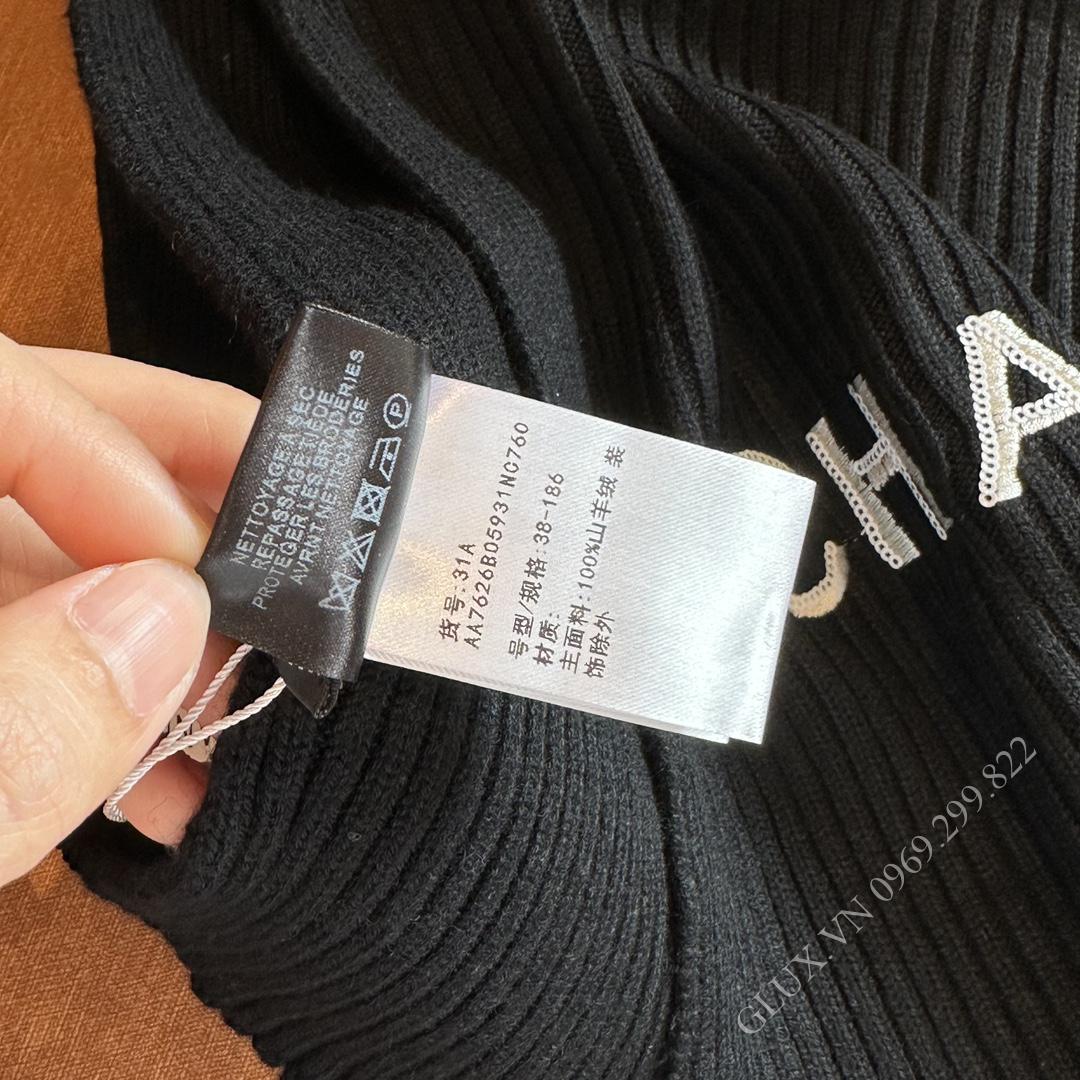 NETTOYAGE A SEC
REPASSAGE TIEDE
PROTEGER LES BRODERIES
AVANT NETTOYAGE
P
货号:31A
AA7626B05931NC760
号型/规格:38-186
材质:
主面料:100%山羊绒 装
饰除外
CHA
GLUX.VN 0969.299.822